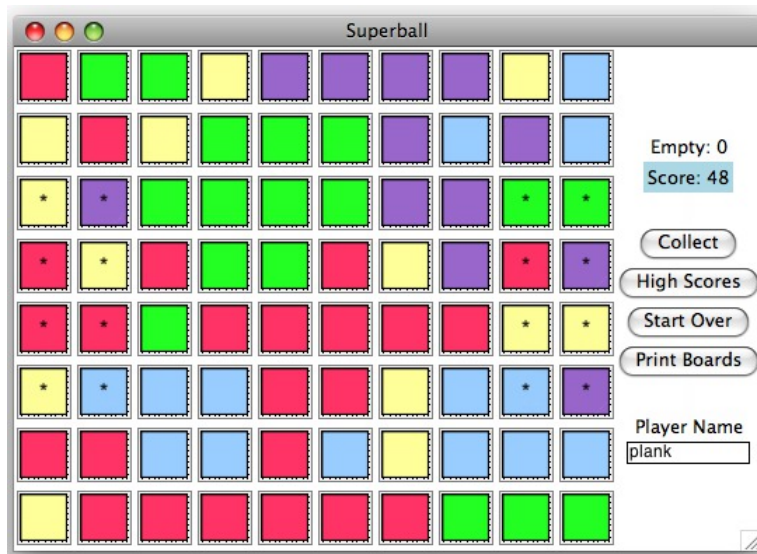 Superball
Empty: 0
Score: 48
* * * *
* * * *
* * * *
* * * *
Collect
High Scores
Start Over
Print Boards
Player Name
plank